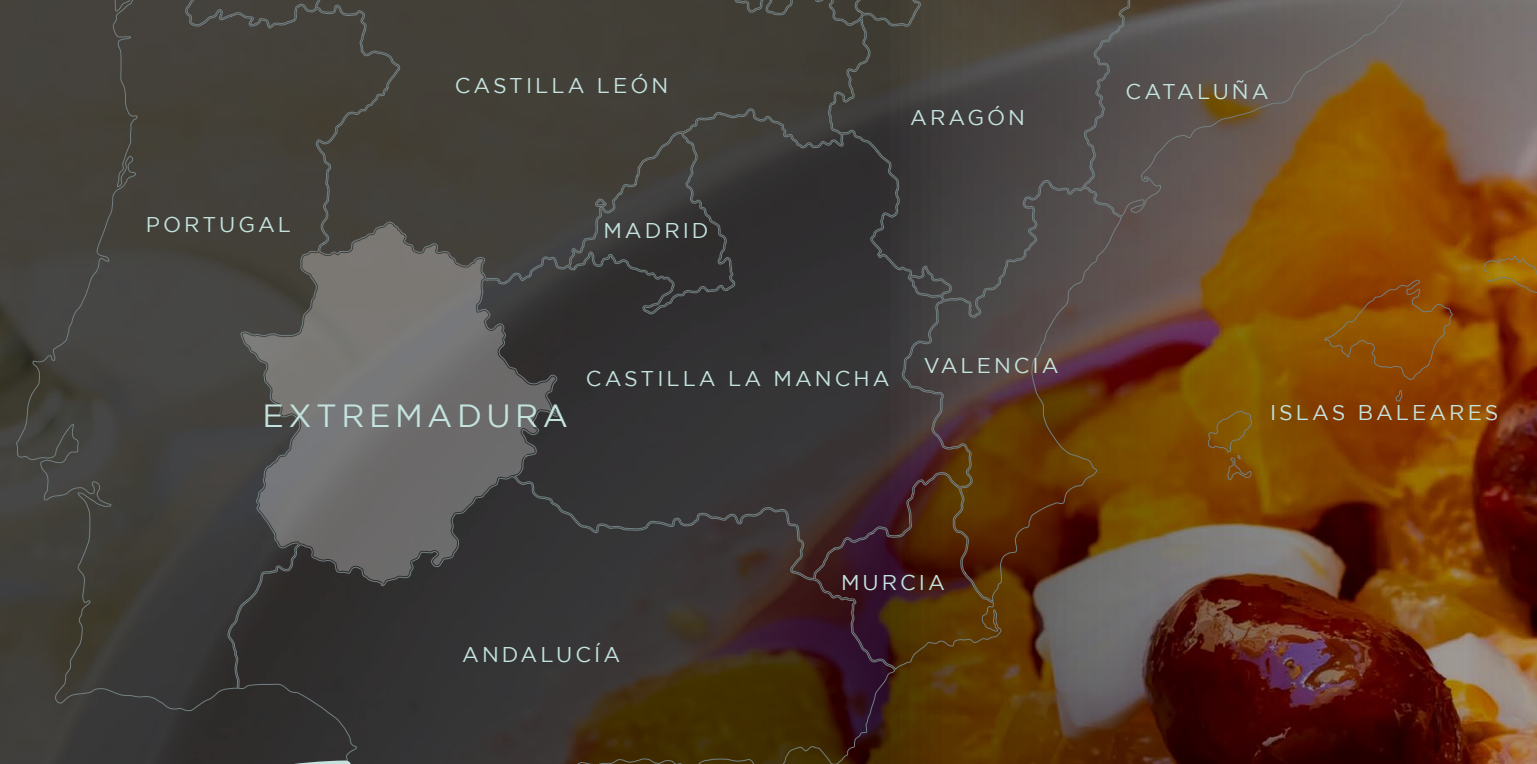 CASTILLA LEÓN
CATALUÑA
ARAGÓN
PORTUGAL
MADRID
VALENCIA
CASTILLA LA MANCHA
EXTREMADURA
ISLAS BALEARES
MURCIA
ANDALUCÍA